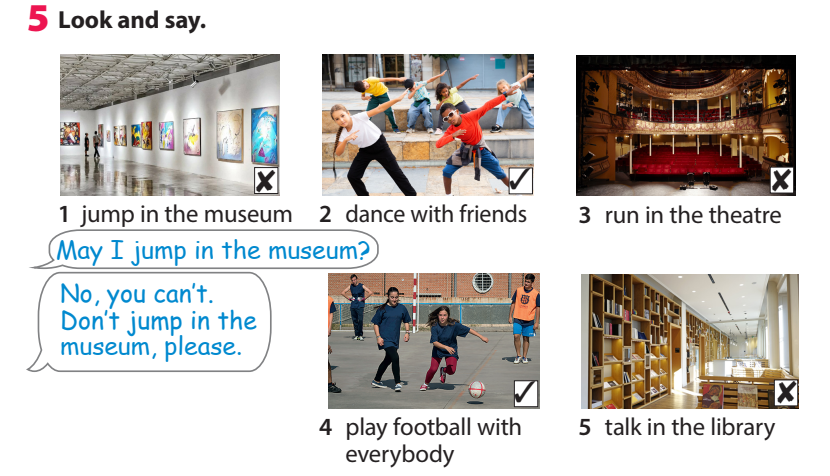 5 Look and say.
1 jump in the museum
2 dance with friends
3 run in the theatre
May I jump in the museum?
No, you can't.
Don't jump in the
museum, please.
4 play football with
everybody
5 talk in the library